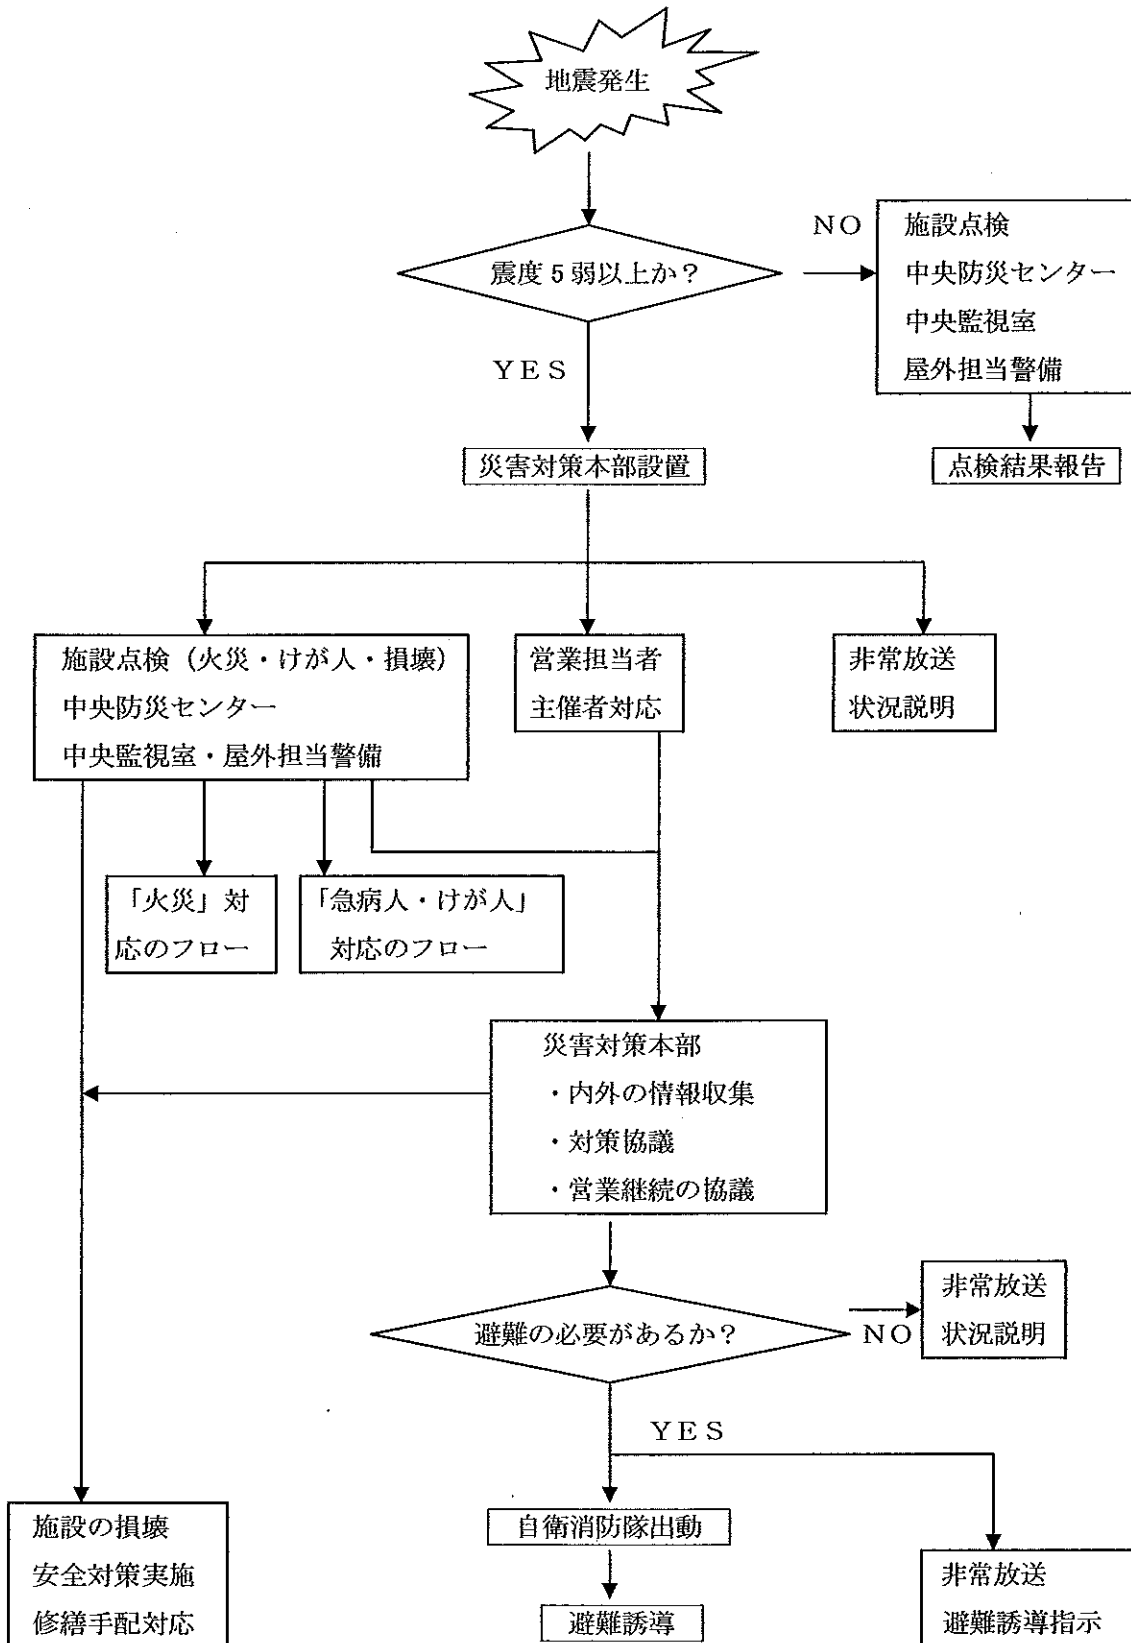 地震発生
震度5弱以上か?
NO
施設点検
中央防災センター
中央監視室
屋外担当警備
YES
災害対策本部設置
点検結果報告
施設点検(火災・けが人・損壊)
中央防災センター
中央監視室・屋外担当警備
営業担当者
主催者対応
非常放送
状況説明
「火災」対
応のフロー
「急病人・けが人」
対応のフロー
災害対策本部
・内外の情報収集
・対策協議
・営業継続の協議
避難の必要があるか?
NO
非常放送
状況説明
YES
自衛消防隊出動
避難誘導
非常放送
避難誘導指示
施設の損壊
安全対策実施
修繕手配対応